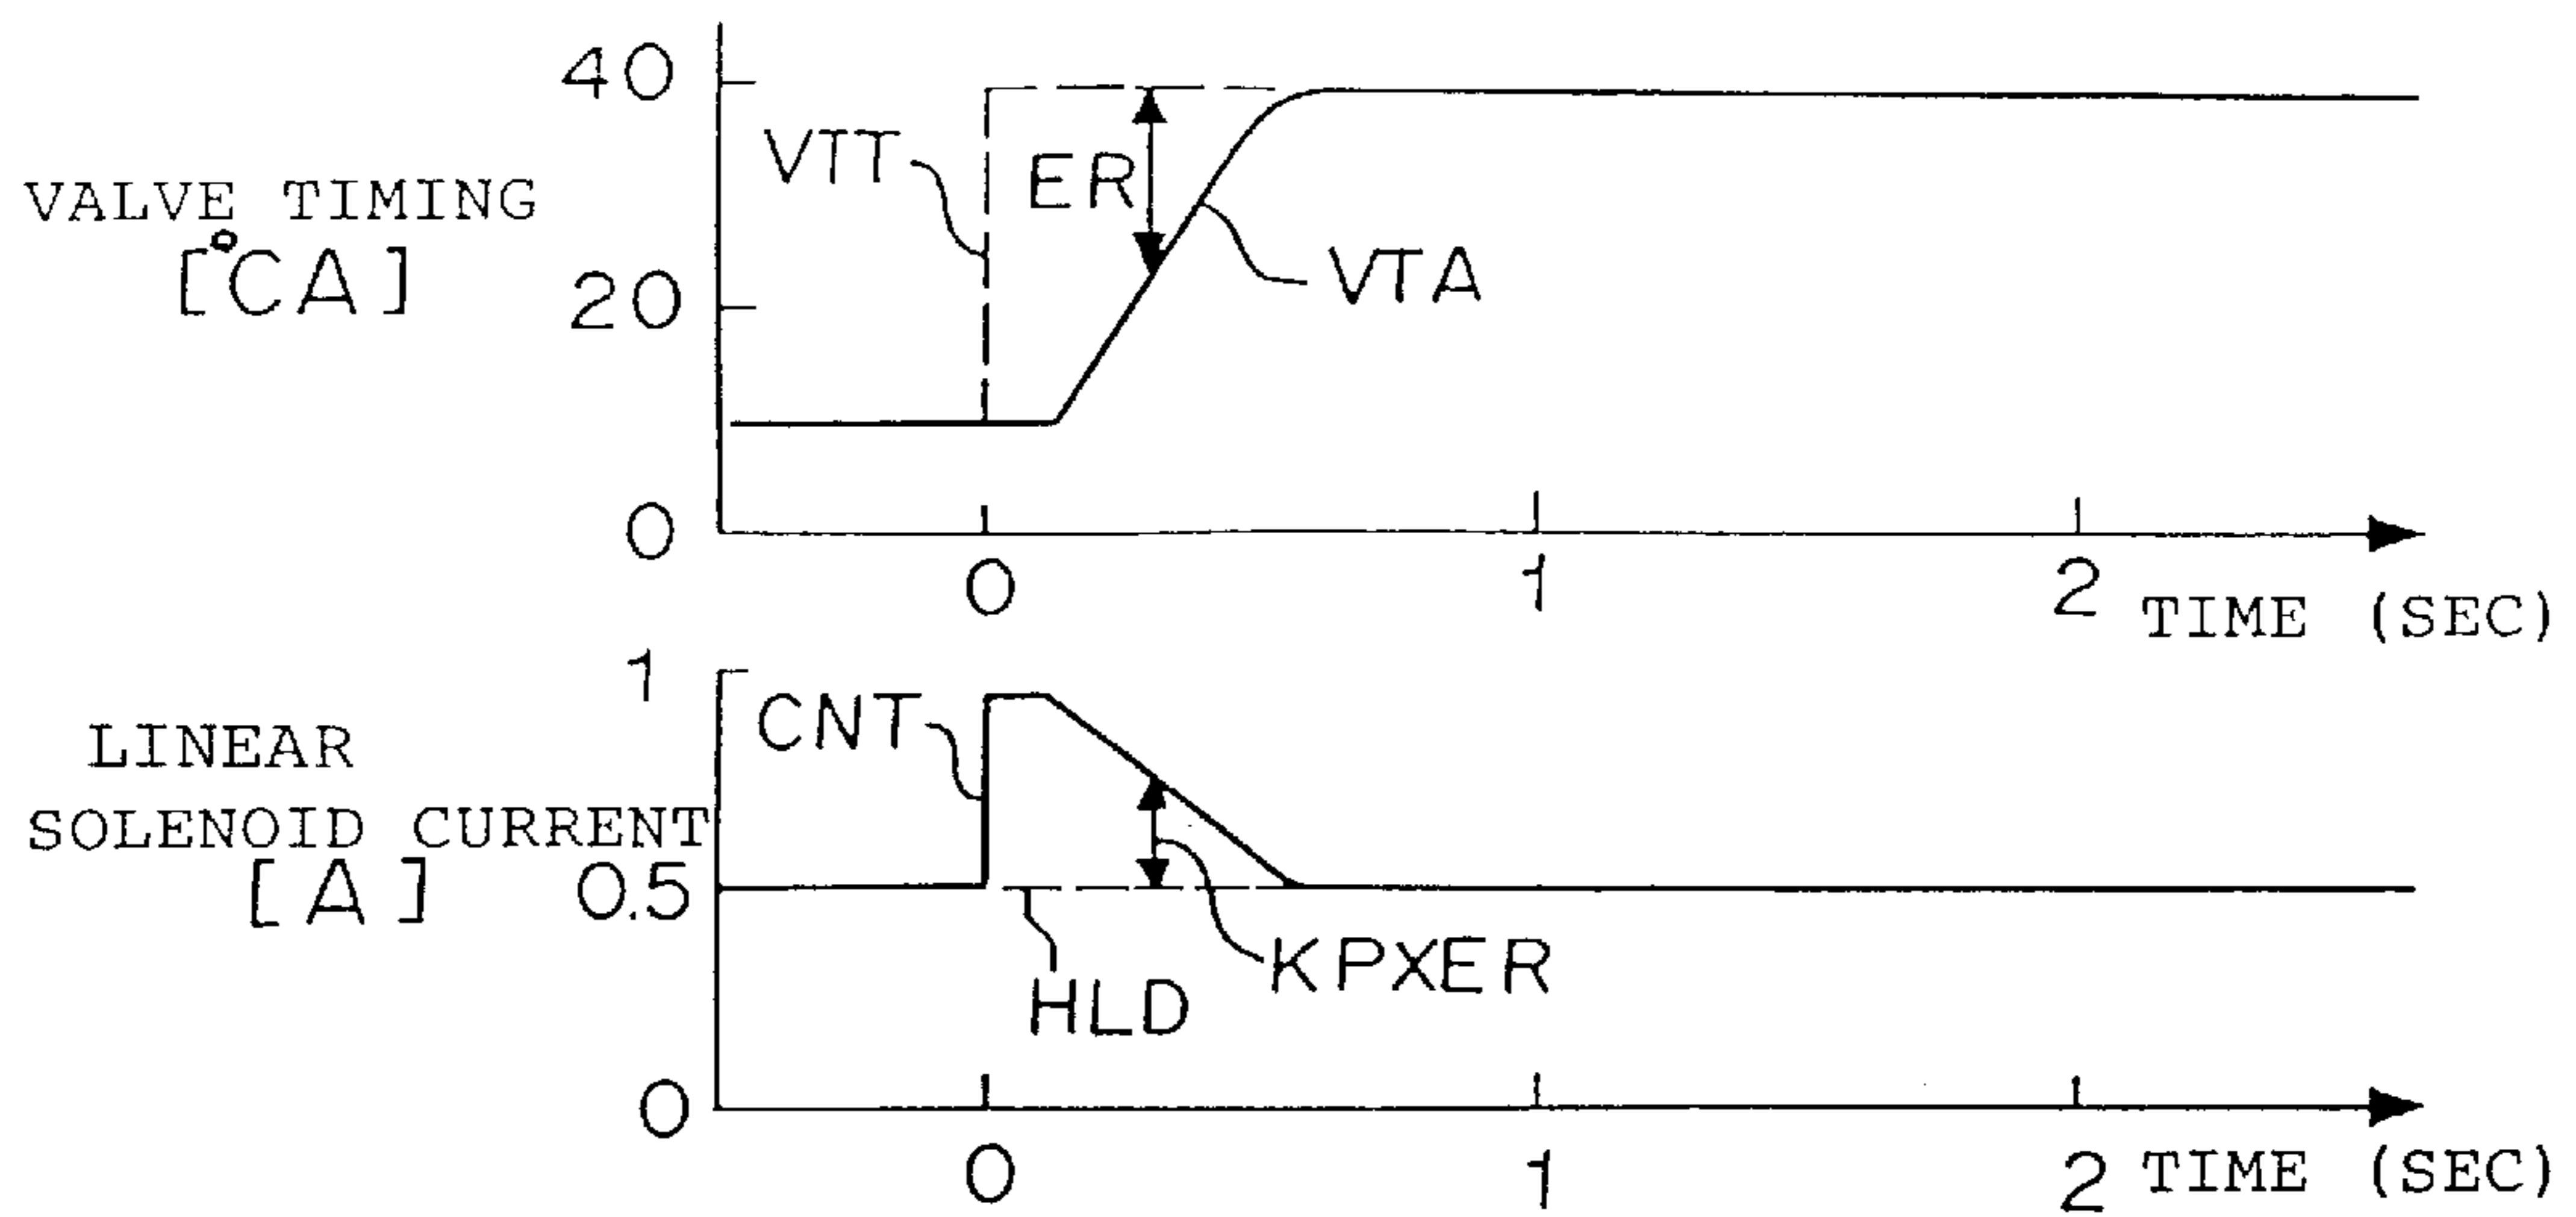 40
VTT
ER
VALVE TIMING
[°CA]
VTA
20
0
0
1
2
TIME (SEC)
1
CNT
LINEAR
SOLENOID CURRENT
[A]
0.5
KPXER
HLD
0
0
1
2
TIME (SEC)